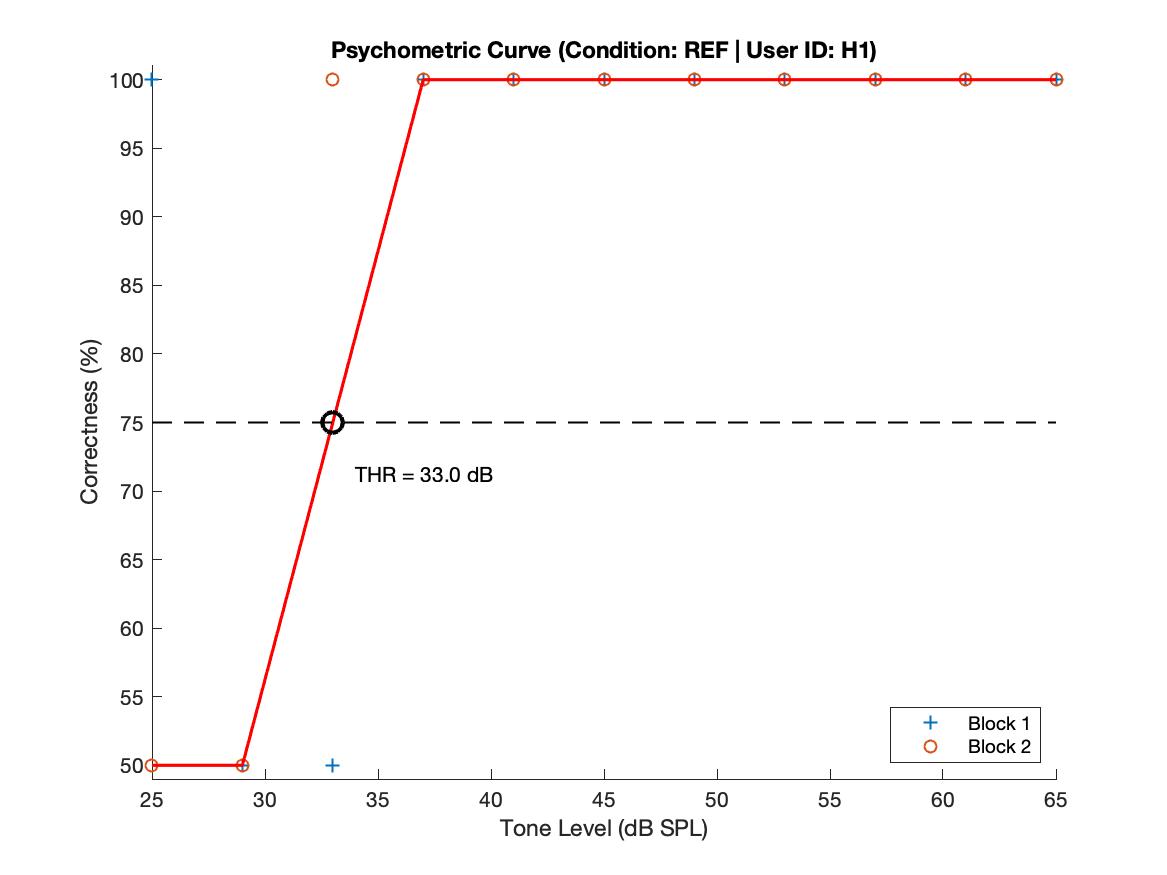 Psychometric Curve (Condition: REF | User ID: H1)
100
95
90
85
80
75
70
65
60
55
50
Correctness (%)
THR = 33.0 dB
Block 1
Block 2
25 30 35 40 45 50 55 60 65
Tone Level (dB SPL)